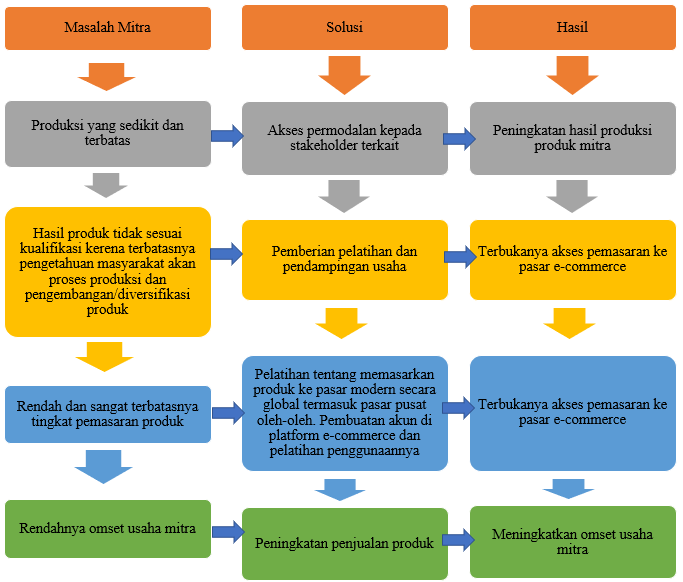 Masalah Mitra
Solusi
Hasil
Produksi yang sedikit dan
terbatas
Akses permodalan kepada
stakeholder terkait
Peningkatan hasil produksi
produk mitra
Hasil produk tidak sesuai
kualifikasi kerena terbatasnya
pengetahuan masyarakat akan
proses produksi dan
pengembangan/diversifikasi
produk
Pemberian pelatihan dan
pendampingan usaha
Terbukanya akses pemasaran ke
pasar e-commerce
Rendah dan sangat terbatasnya
tingkat pemasaran produk
Pelatihan tentang memasarkan
produk ke pasar modern secara
global termasuk pasar pusat
oleh-oleh. Pembuatan akun di
platform e-commerce dan
pelatihan penggunaannya
Terbukanya akses pemasaran ke
pasar e-commerce
Rendahnya omset usaha mitra
Peningkatan penjualan produk
Meningkatkan omset usaha
mitra